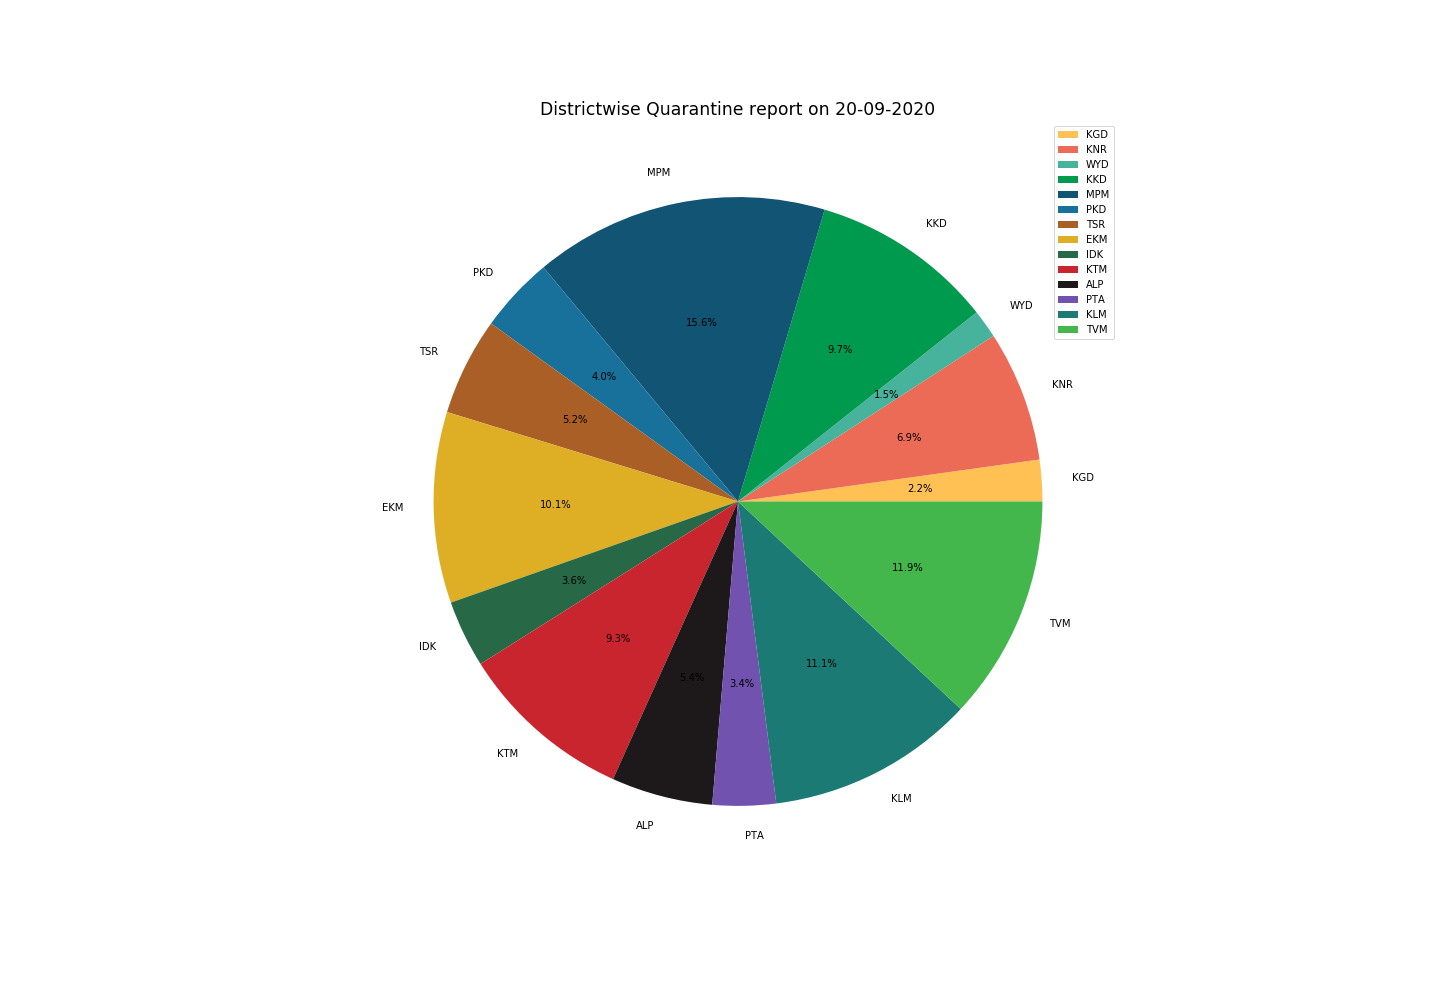 Districtwise Quarantine report on 20-09-2020
KGD
KNR
WYD
KKD
MPM
PKD
TSR
EKM
IDK
KTM
ALP
PTA
KLM
TVM
MPM
KKD
PKD
WYD
TSR
KNR
KGD
EKM
IDK
TVM
KTM
KLM
ALP
PTA
15.6%
9.7%
4.0%
1.5%
5.2%
6.9%
2.2%
10.1%
11.9%
3.6%
9.3%
11.1%
5.4%
3.4%